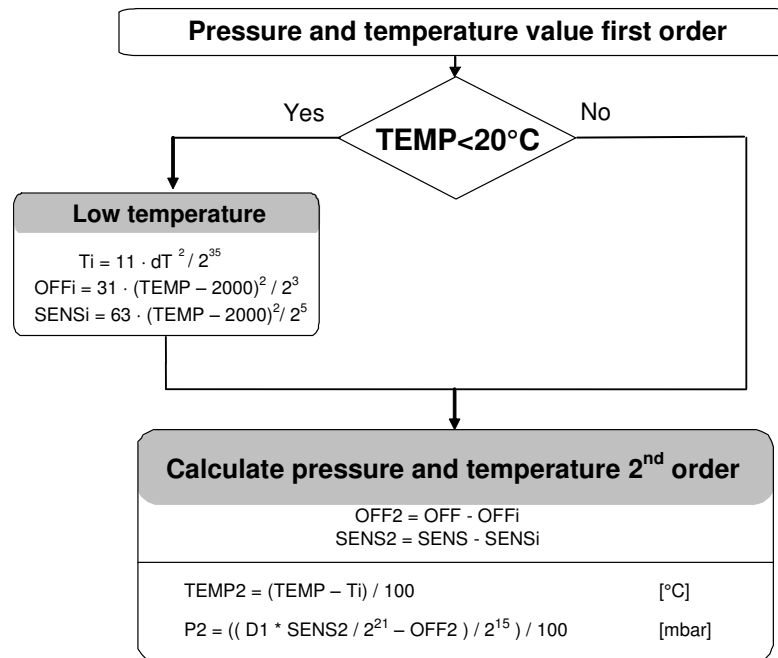 Pressure and temperature value first order
Yes
No
TEMP<20°C
Low temperature
Ti = 11 · dT ² / 2³⁵
OFFi = 31 · (TEMP – 2000)² / 2³
SENSi = 63 · (TEMP – 2000)² / 2⁵
Calculate pressure and temperature 2ⁿᵈ order
OFF2 = OFF - OFFi
SENS2 = SENS - SENSi
TEMP2 = (TEMP – Ti) / 100 [°C]
P2 = (( D1 * SENS2 / 2²¹ – OFF2 ) / 2¹⁵ ) / 100 [mbar]